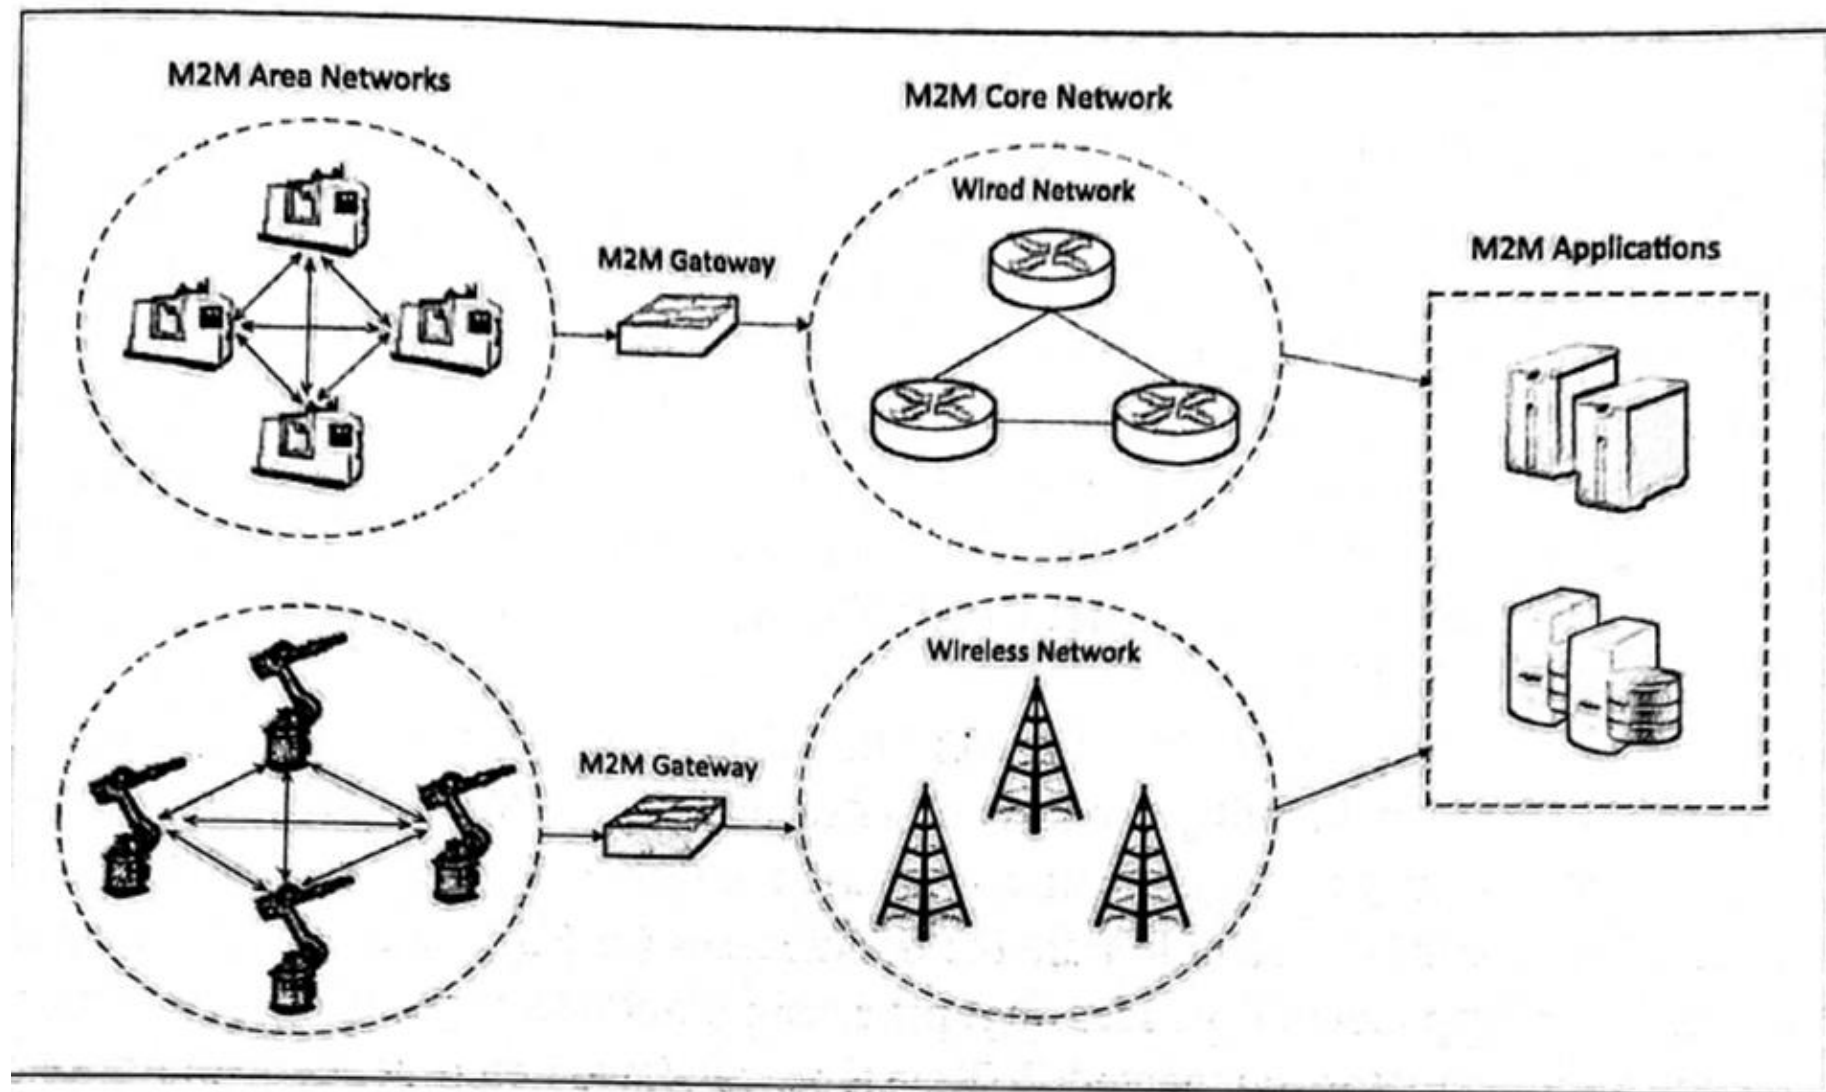 M2M Area Networks
M2M Core Network
Wired Network
M2M Gateway
M2M Applications
Wireless Network
M2M Gateway